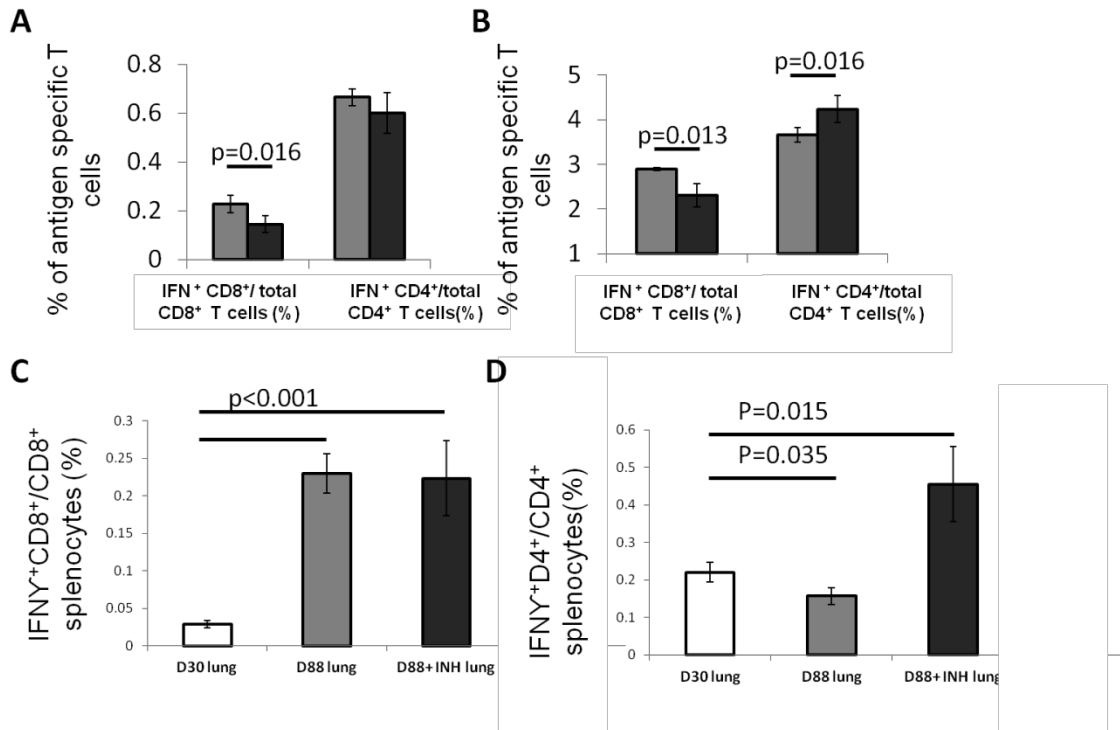 A
% of antigen specific T
cells
0.8
0.6
0.4
0.2
0
p=0.016
IFN⁺ CD8⁺/ total
CD8⁺ T cells (%)
IFN⁺ CD4⁺/total
CD4⁺ T cells(%)
B
% of antigen specific T
cells
5
4
3
2
1
p=0.013
p=0.016
IFN⁺ CD8⁺/ total
CD8⁺ T cells (%)
IFN⁺ CD4⁺/total
CD4⁺ T cells(%)
C
IFNY⁺CD8⁺/CD8⁺
splenocytes (%)
0.3
0.25
0.2
0.15
0.1
0.05
0
p<0.001
D30 lung
D88 lung
D88+ INH lung
D
IFNY⁺D4⁺/CD4⁺
splenocytes(%)
0.6
0.5
0.4
0.3
0.2
0.1
0
P=0.015
P=0.035
D30 lung
D88 lung
D88+ INH lung